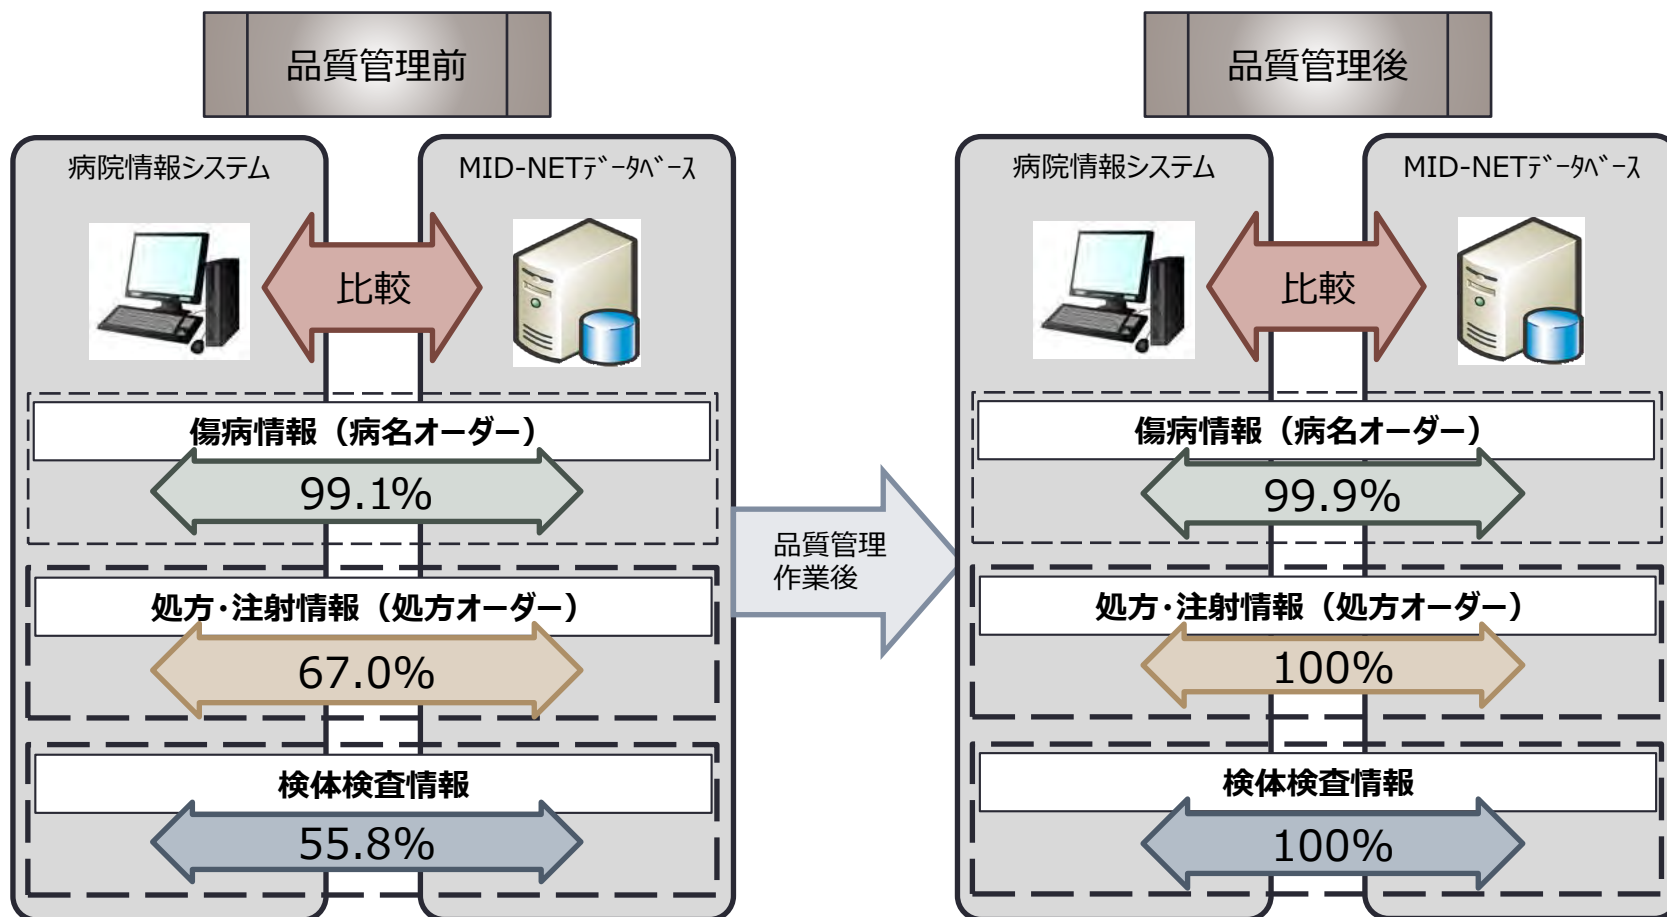 品質管理前
病院情報システム
MID-NETﾃﾞｰﾀﾍﾞｰｽ
比較
傷病情報（病名オーダー）
99.1%
処方・注射情報（処方オーダー）
67.0%
検体検査情報
55.8%
品質管理
作業後
品質管理後
病院情報システム
MID-NETﾃﾞｰﾀﾍﾞｰｽ
比較
傷病情報（病名オーダー）
99.9%
処方・注射情報（処方オーダー）
100%
検体検査情報
100%